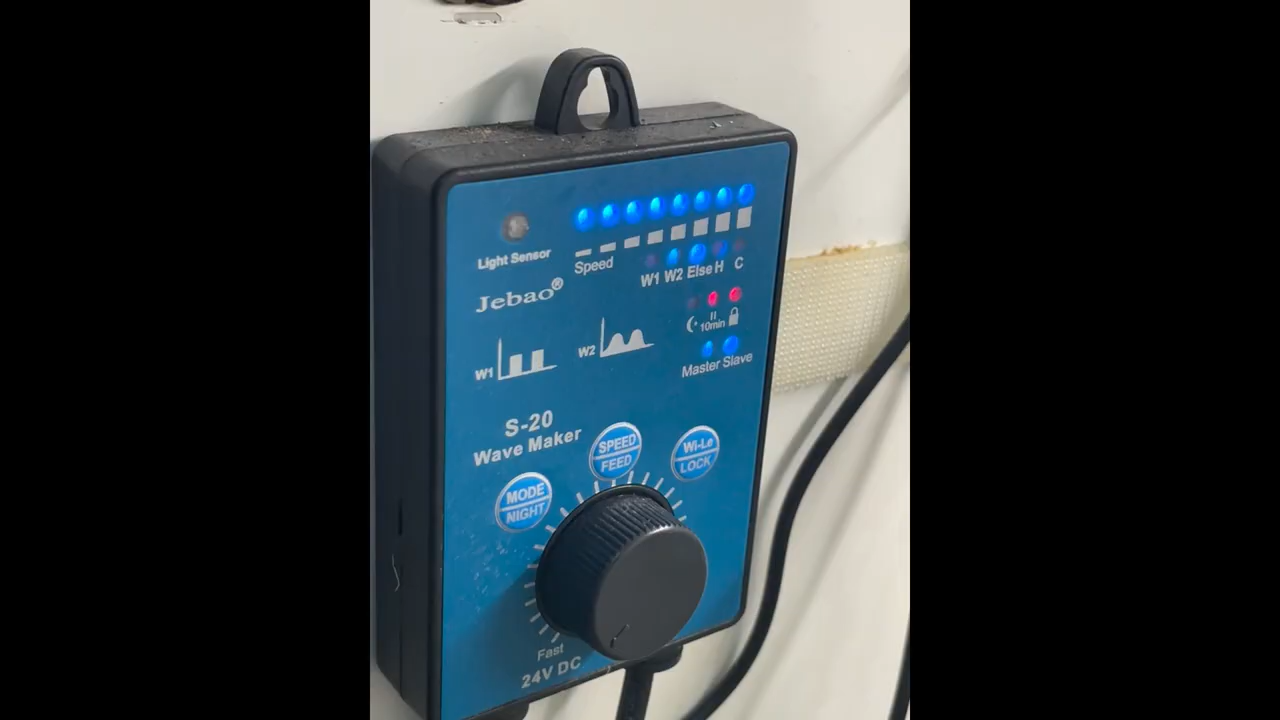 Light Sensor
Speed
W1 W2 Else H C
Jebao®
10min
W1
W2
Master Slave
S-20
Wave Maker
SPEED
FEED
Wi-Le
LOCK
MODE
NIGHT
Fast
24V DC